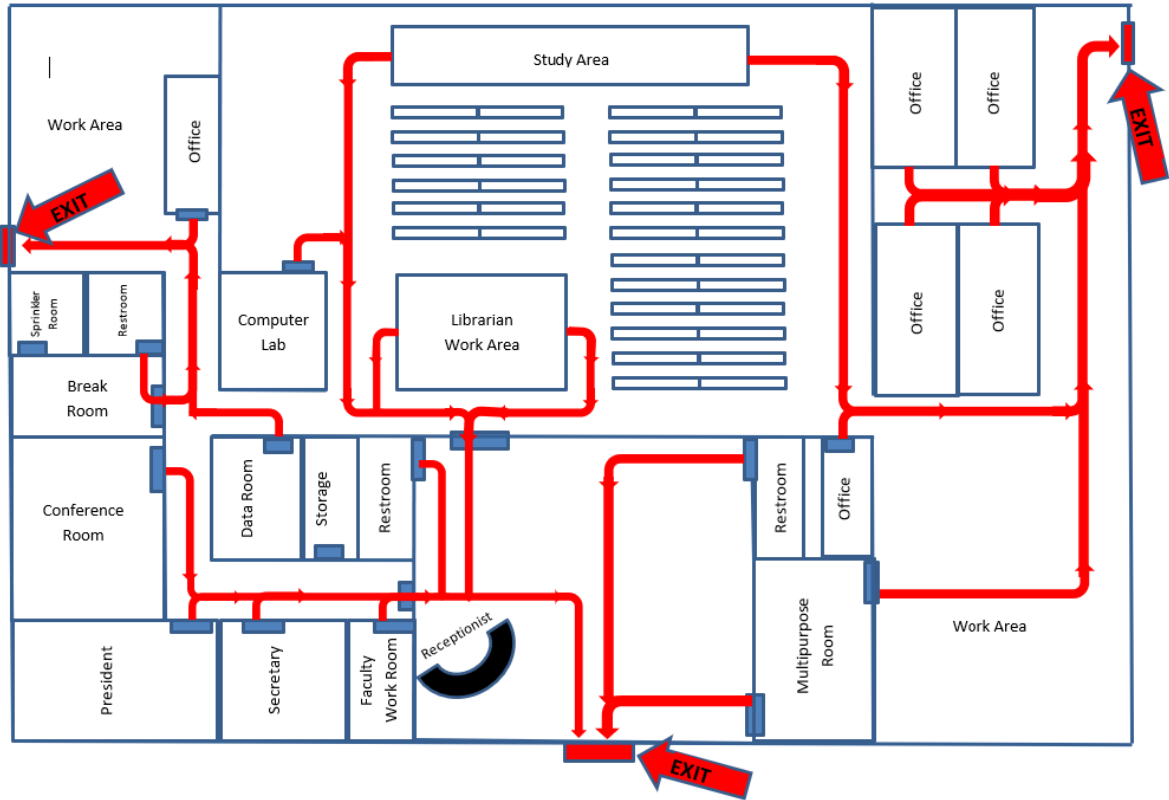 Study Area
Office
Office
EXIT
Work Area
Office
EXIT
Sprinkler
Room
Restroom
Computer
Lab
Librarian
Work Area
Office
Office
Break
Room
Conference
Room
Data Room
Storage
Restroom
Restroom
Office
Receptionist
Work Area
Multipurpose
Room
President
Secretary
Faculty
Work Room
EXIT